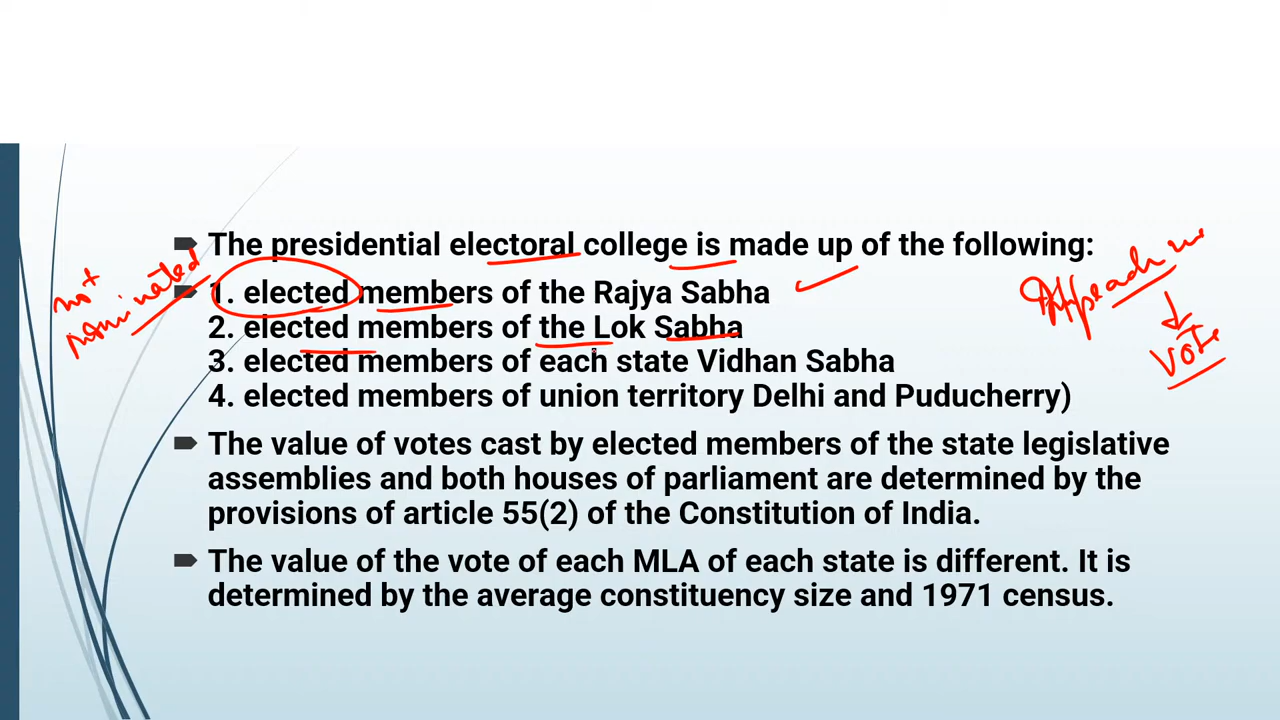 The presidential electoral college is made up of the following:
1. elected members of the Rajya Sabha
2. elected members of the Lok Sabha
3. elected members of each state Vidhan Sabha
4. elected members of union territory Delhi and Puducherry)
The value of votes cast by elected members of the state legislative
assemblies and both houses of parliament are determined by the
provisions of article 55(2) of the Constitution of India.
The value of the vote of each MLA of each state is different. It is
determined by the average constituency size and 1971 census.
not
nominated
Vote